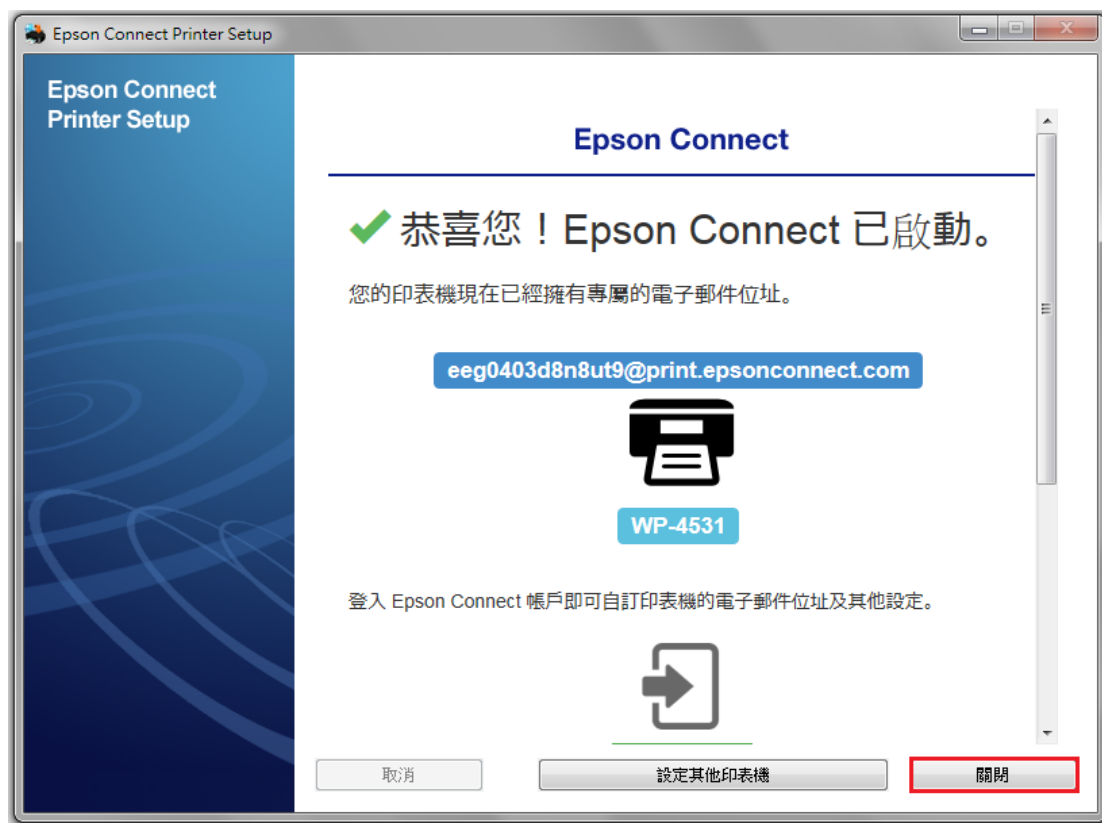 Epson Connect Printer Setup
Epson Connect
Printer Setup
Epson Connect
恭喜您！Epson Connect 已啟動。
您的印表機現在已經擁有專屬的電子郵件位址。
eeg0403d8n8ut9@print.epsonconnect.com
WP-4531
登入 Epson Connect 帳戶即可自訂印表機的電子郵件位址及其他設定。
取消
設定其他印表機
關閉